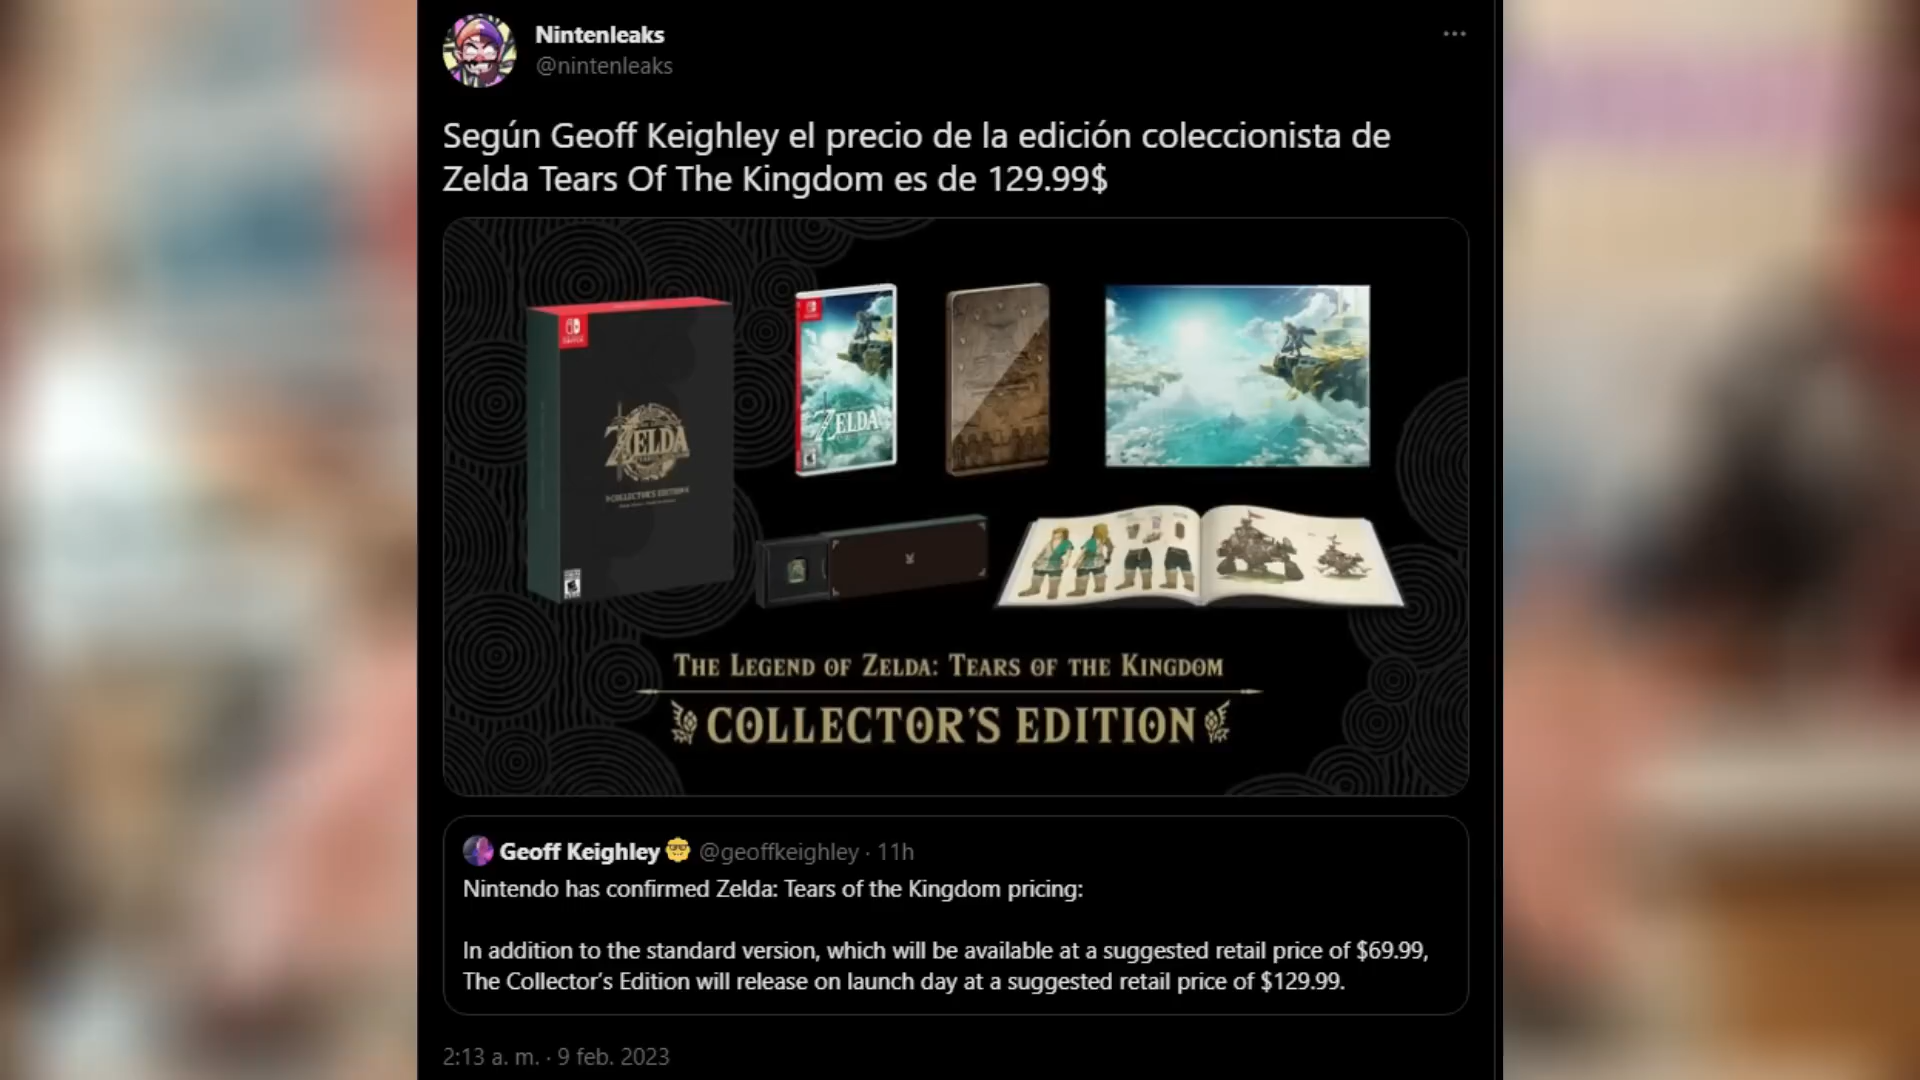 Nintenleaks
@nintenleaks
Según Geoff Keighley el precio de la edición coleccionista de
Zelda Tears Of The Kingdom es de 129.99$
ZELDA
COLLECTOR'S EDITION
ZELDA
THE LEGEND OF ZELDA: TEARS OF THE KINGDOM
COLLECTOR'S EDITION
Geoff Keighley @geoffkeighley · 11h
Nintendo has confirmed Zelda: Tears of the Kingdom pricing:
In addition to the standard version, which will be available at a suggested retail price of $69.99,
The Collector's Edition will release on launch day at a suggested retail price of $129.99.
2:13 a. m. · 9 feb. 2023